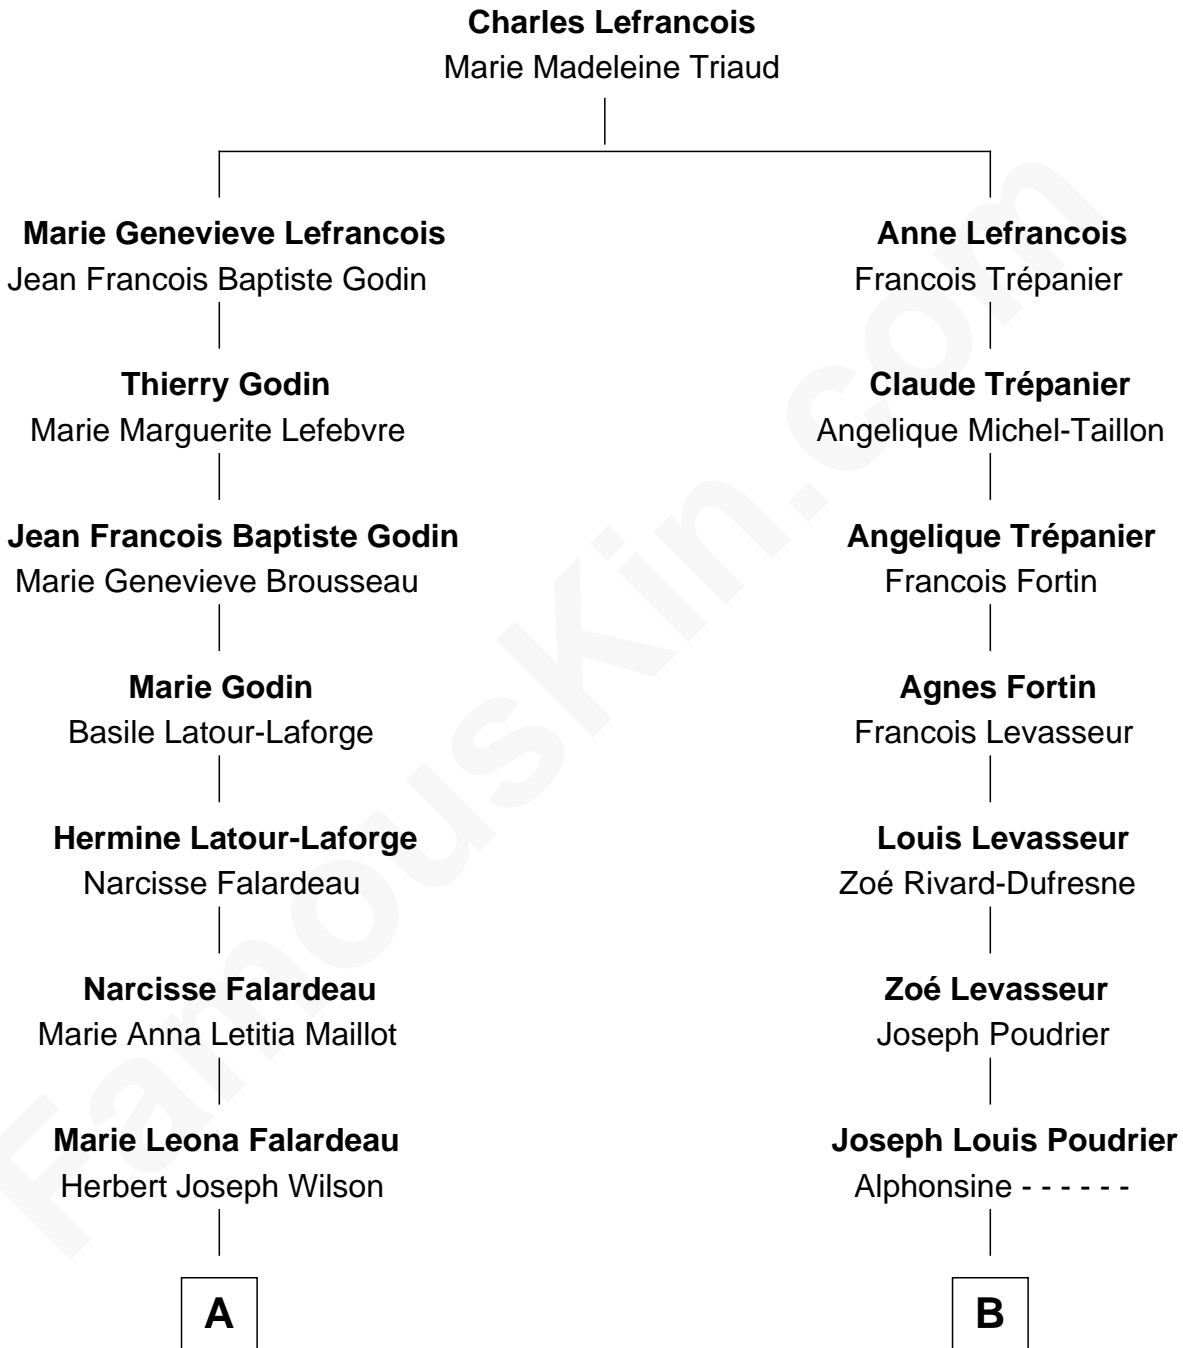 Charles Lefrancois
Marie Madeleine Triaud
Marie Genevieve Lefrancois
Jean Francois Baptiste Godin
Anne Lefrancois
Francois Trépanier
Thierry Godin
Marie Marguerite Lefebvre
Claude Trépanier
Angelique Michel-Taillon
Jean Francois Baptiste Godin
Marie Genevieve Brousseau
Angelique Trépanier
Francois Fortin
Marie Godin
Basile Latour-Laforge
Agnes Fortin
Francois Levasseur
Hermine Latour-Laforge
Narcisse Falardeau
Louis Levasseur
Zoé Rivard-Dufresne
Narcisse Falardeau
Marie Anna Letitia Maillot
Zoé Levasseur
Joseph Poudrier
Marie Leona Falardeau
Herbert Joseph Wilson
Joseph Louis Poudrier
Alphonsine - - - - - -
A
B
FamousKin.com